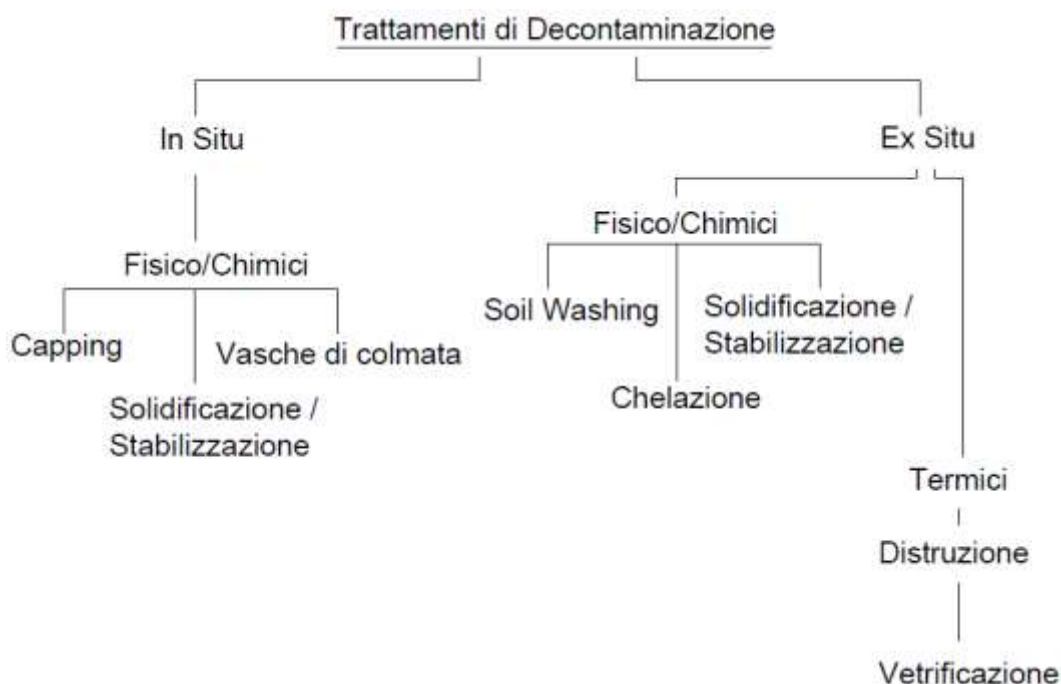 Trattamenti di Decontaminazione
In Situ
Ex Situ
Fisico/Chimici
Capping
Vasche di colmata
Solidificazione /
Stabilizzazione
Fisico/Chimici
Soil Washing
Solidificazione /
Stabilizzazione
Chelazione
Termici
Distruzione
Vetrificazione